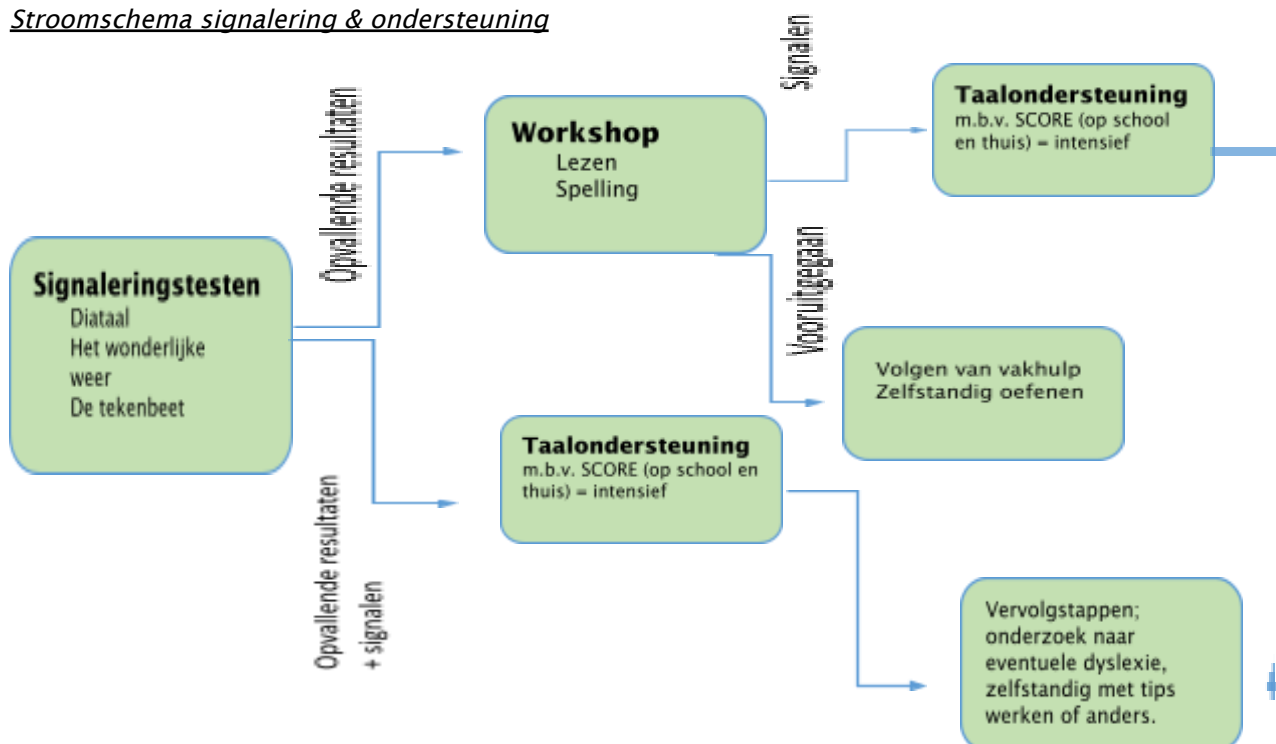 Stroomschema signalering & ondersteuning
Opvallende resultaten
Signalen
Workshop
Lezen
Spelling
Taalondersteuning
m.b.v. SCORE (op school
en thuis) = intensief
Signaleringstesten
Diataal
Het wonderlijke
weer
De tekenbeet
Vooruitgegaan
Volgen van vakhulp
Zelfstandig oefenen
Opvallende resultaten
+ signalen
Taalondersteuning
m.b.v. SCORE (op school en
thuis) = intensief
Vervolgstappen;
onderzoek naar
eventuele dyslexie,
zelfstandig met tips
werken of anders.